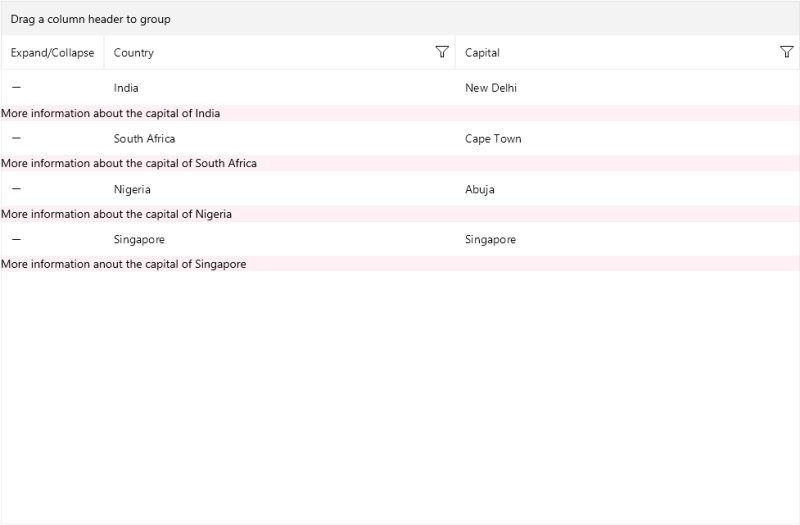 Drag a column header to group
Expand/Collapse Country Capital
India New Delhi
More information about the capital of India
South Africa Cape Town
More information about the capital of South Africa
Nigeria Abuja
More information about the capital of Nigeria
Singapore Singapore
More information anout the capital of Singapore